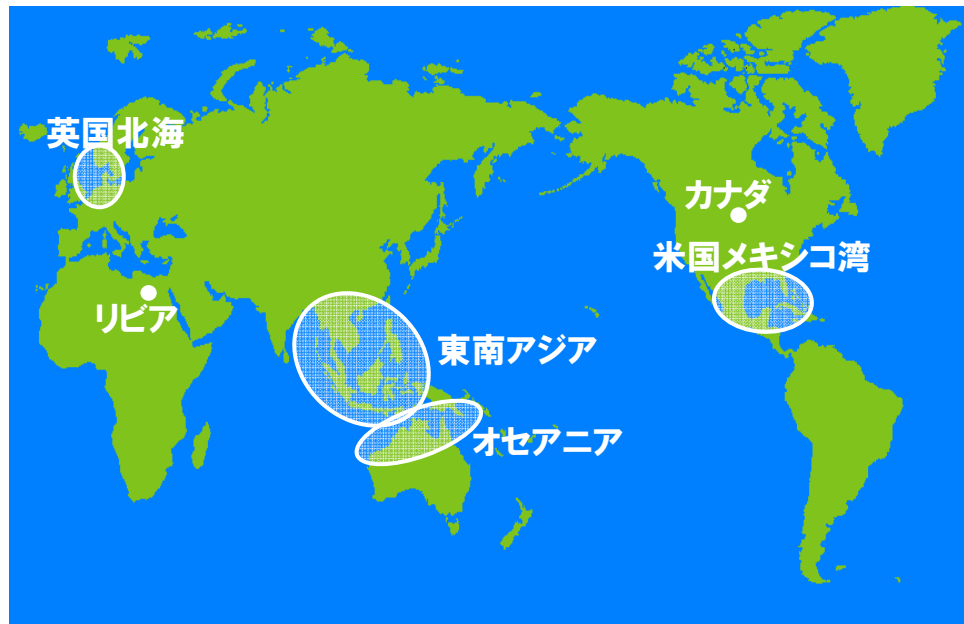 英国北海
カナダ
米国メキシコ湾
リビア
東南アジア
オセアニア